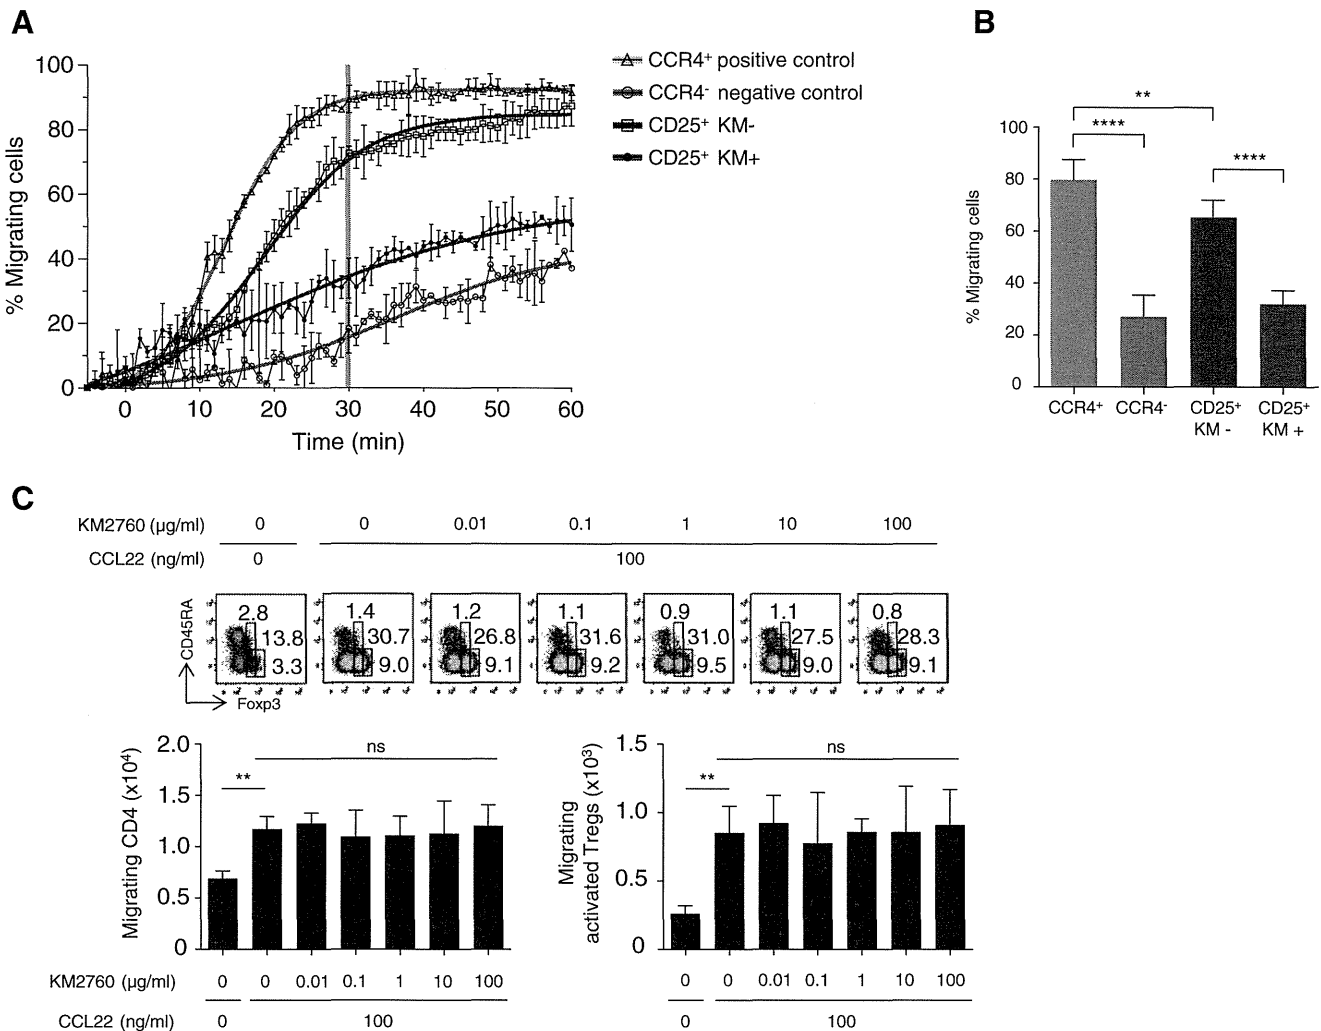 A
% Migrating cells
100
80
60
40
20
0
0 10 20 30 40 50 60
Time (min)
CCR4+ positive control
CCR4- negative control
CD25+ KM-
CD25+ KM+
B
% Migrating cells
100
80
60
40
20
0
**
****
****
CCR4+ CCR4- CD25+ KM - CD25+ KM +
C
KM2760 (µg/ml) 0 0 0.01 0.1 1 10 100
CCL22 (ng/ml) 0 100
CD45RA
Foxp3
2.8 13.8 3.3
1.4 30.7 9.0
1.2 26.8 9.1
1.1 31.6 9.2
0.9 31.0 9.5
1.1 27.5 9.0
0.8 28.3 9.1
Migrating CD4 (x10⁴)
2.0
1.5
1.0
0.5
0
**
ns
KM2760 (µg/ml) 0 0 0.01 0.1 1 10 100
CCL22 (ng/ml) 0 100
Migrating
activated Tregs (x10³)
1.5
1.0
0.5
0
**
ns
0 0 0.01 0.1 1 10 100
0 100